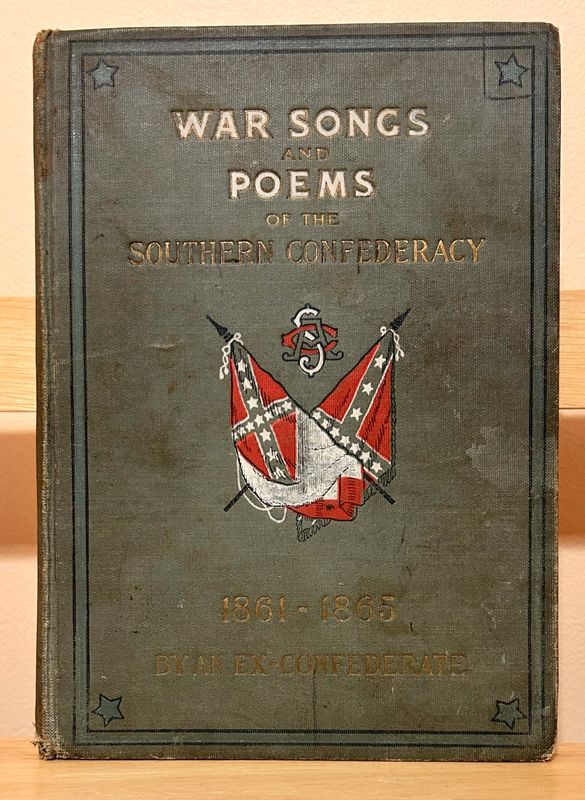 WAR SONGS
AND
POEMS
OF THE
SOUTHERN CONFEDERACY
CSA
1861-1865
BY AN EX-CONFEDERATE